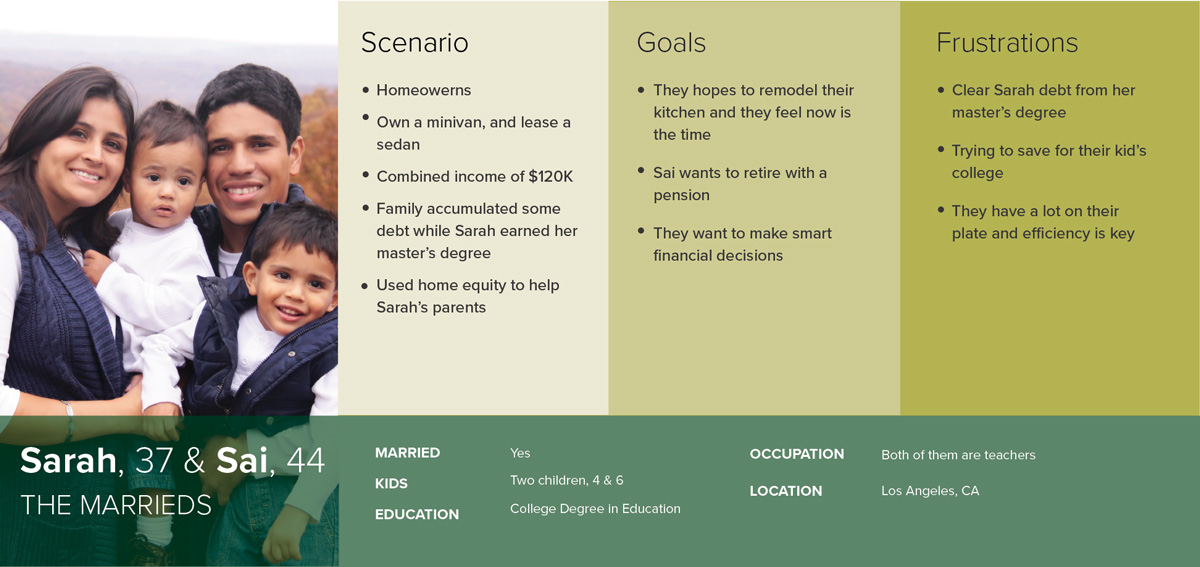 Scenario
• Homeowerns
• Own a minivan, and lease a
sedan
• Combined income of $120K
• Family accumulated some
debt while Sarah earned her
master's degree
• Used home equity to help
Sarah's parents
Goals
• They hopes to remodel their
kitchen and they feel now is
the time
• Sai wants to retire with a
pension
• They want to make smart
financial decisions
Frustrations
• Clear Sarah debt from her
master's degree
• Trying to save for their kid's
college
• They have a lot on their
plate and efficiency is key
Sarah, 37 & Sai, 44
THE MARRIEDS
MARRIED Yes
KIDS Two children, 4 & 6
EDUCATION College Degree in Education
OCCUPATION Both of them are teachers
LOCATION Los Angeles, CA